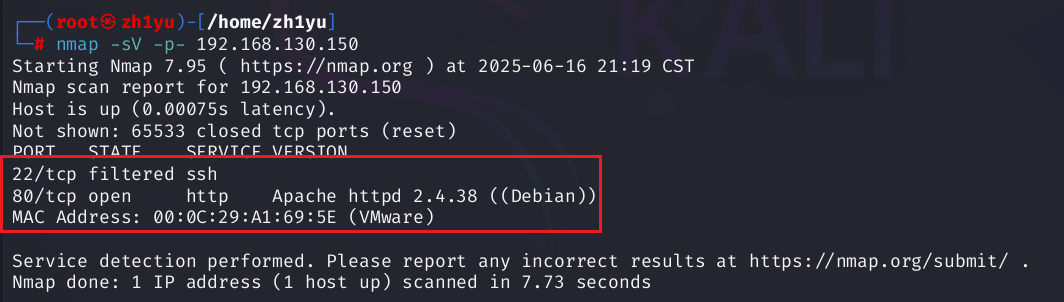 ┌──(root㉿zh1yu)-[/home/zh1yu]
└─# nmap -sV -p- 192.168.130.150
Starting Nmap 7.95 ( https://nmap.org ) at 2025-06-16 21:19 CST
Nmap scan report for 192.168.130.150
Host is up (0.00075s latency).
Not shown: 65533 closed tcp ports (reset)
PORT   STATE    SERVICE VERSION
22/tcp filtered ssh
80/tcp open     http    Apache httpd 2.4.38 ((Debian))
MAC Address: 00:0C:29:A1:69:5E (VMware)
Service detection performed. Please report any incorrect results at https://nmap.org/submit/ .
Nmap done: 1 IP address (1 host up) scanned in 7.73 seconds
KALI